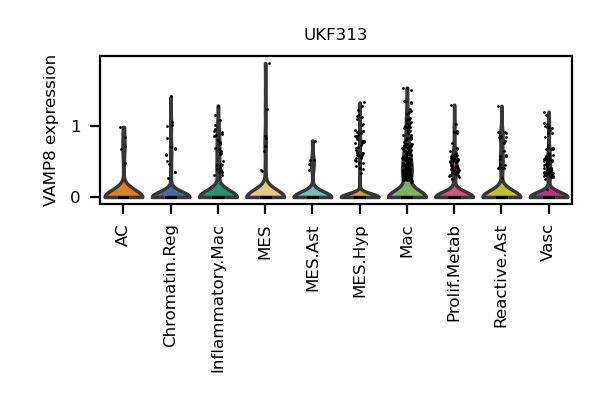 UKF313
VAMP8 expression
1
0
AC
Chromatin.Reg
Inflammatory.Mac
MES
MES.Ast
MES.Hyp
Mac
Prolif.Metab
Reactive.Ast
Vasc